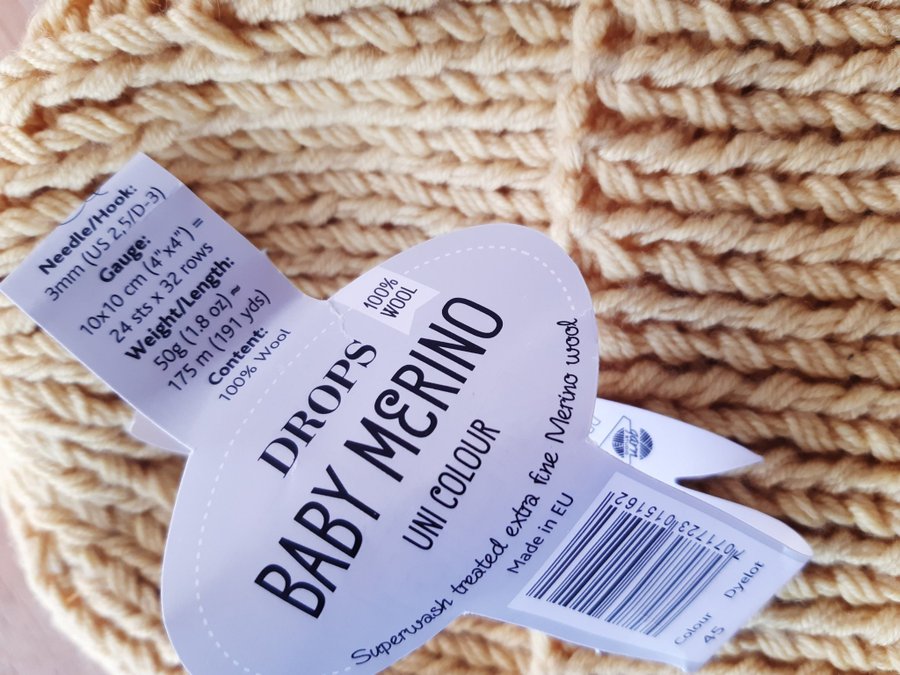 Needle/Hook:
3mm (US 2,5/D-3)
Gauge:
10x10 cm (4"x4") =
24 sts x 32 rows
Weight/Length:
50g (1.8 oz) ≈
175 m (191 yds)
Content:
100% Wool
100%
WOOL
DROPS
BABY MERINO
UNI COLOUR
Superwash treated extra fine Merino wool
Made in EU
7071723015162
Colour Dyelot
45